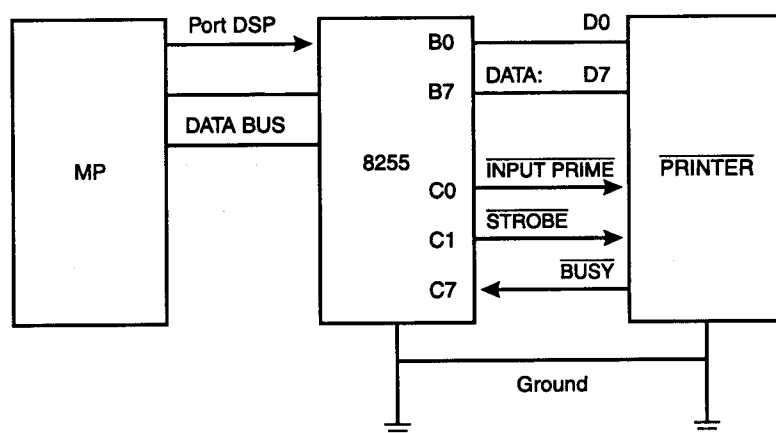 Port DSP
DATA BUS
MP
8255
B0
B7
C0
C1
C7
D0
DATA: D7
INPUT PRIME
STROBE
BUSY
PRINTER
Ground